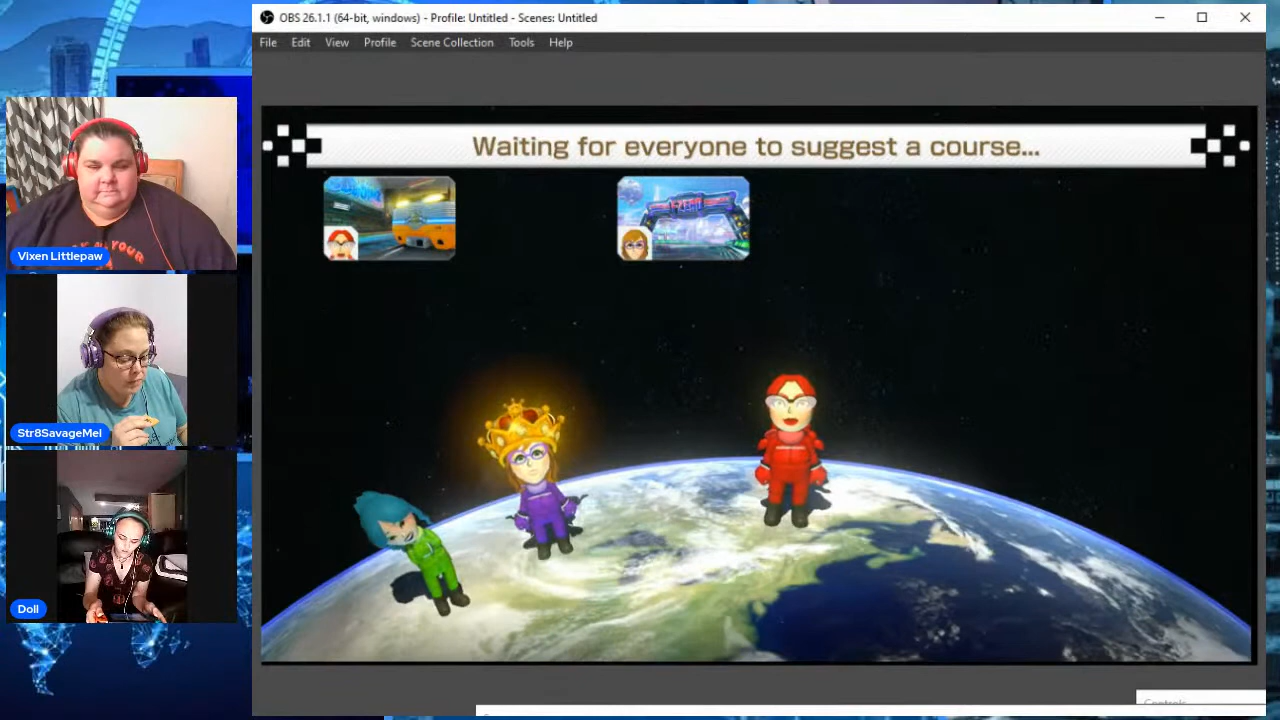 OBS 26.1.1 (64-bit, windows) - Profile: Untitled - Scenes: Untitled
File Edit View Profile Scene Collection Tools Help
Waiting for everyone to suggest a course...
Vixen Littlepaw
Str8SavageMel
Doll
Controls